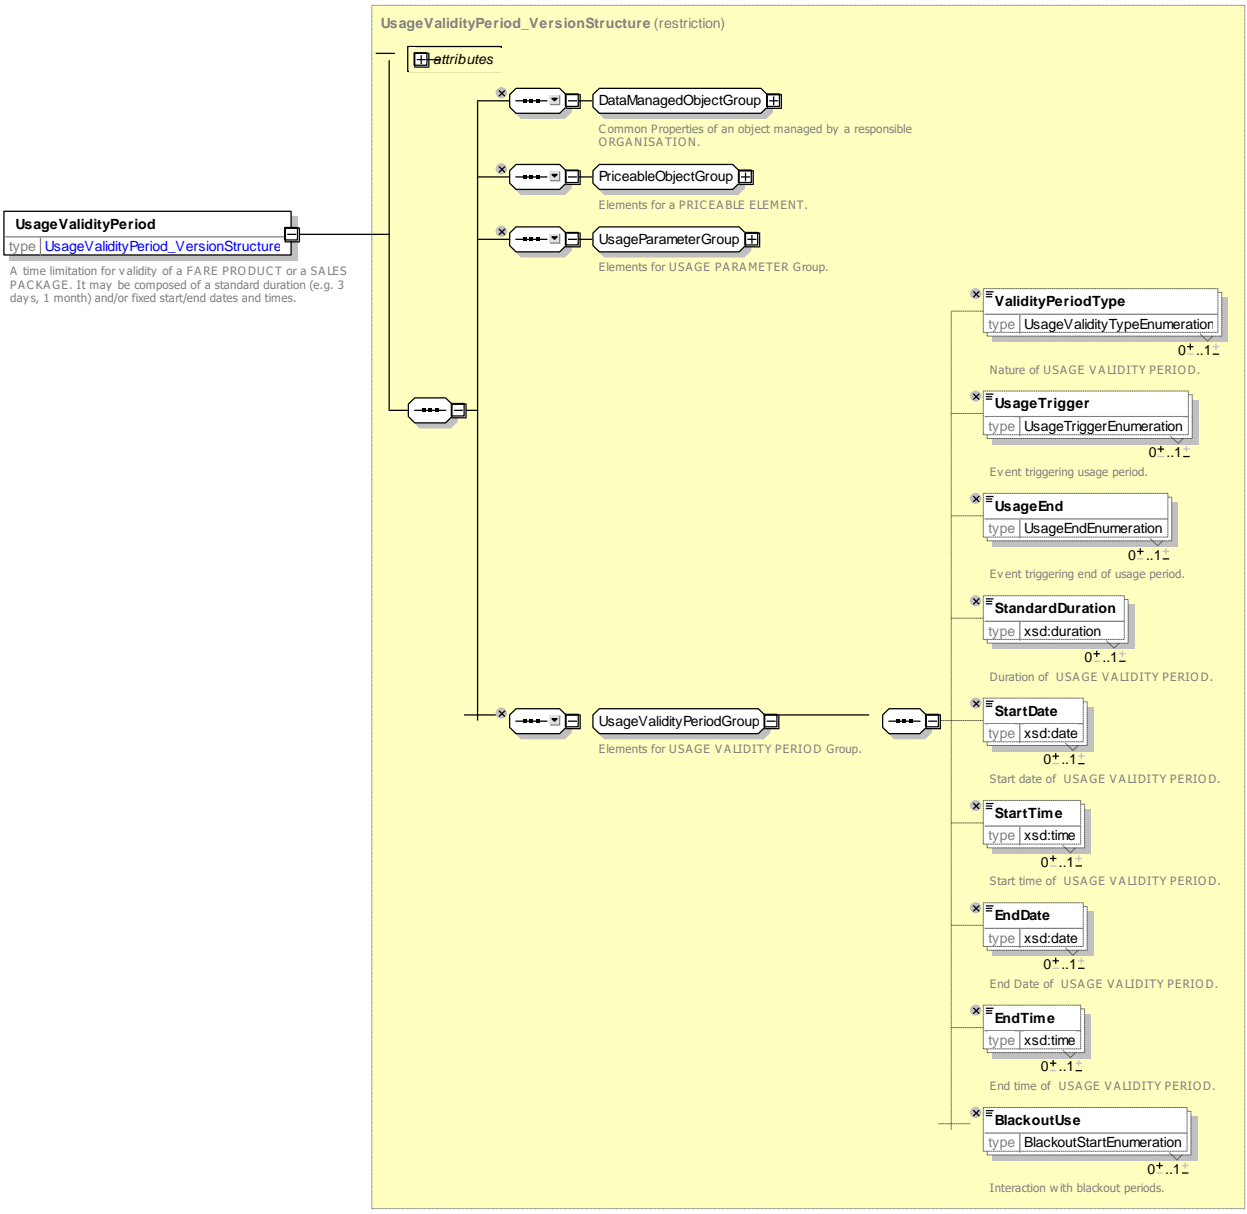 UsageValidityPeriod_VersionStructure (restriction)
attributes
DataManagedObjectGroup
Common Properties of an object managed by a responsible
ORGANISATION.
PriceableObjectGroup
Elements for a PRICEABLE ELEMENT.
UsageValidityPeriod
type UsageValidityPeriod_VersionStructure
A time limitation for validity of a FARE PRODUCT or a SALES
PACKAGE. It may be composed of a standard duration (e.g. 3
days, 1 month) and/or fixed start/end dates and times.
UsageParameterGroup
Elements for USAGE PARAMETER Group.
ValidityPeriodType
type UsageValidityTypeEnumeration
0..1
Nature of USAGE VALIDITY PERIOD.
UsageTrigger
type UsageTriggerEnumeration
0..1
Event triggering usage period.
UsageEnd
type UsageEndEnumeration
0..1
Event triggering end of usage period.
StandardDuration
type xsd:duration
0..1
Duration of USAGE VALIDITY PERIOD.
UsageValidityPeriodGroup
Elements for USAGE VALIDITY PERIOD Group.
StartDate
type xsd:date
0..1
Start date of USAGE VALIDITY PERIOD.
StartTime
type xsd:time
0..1
Start time of USAGE VALIDITY PERIOD.
EndDate
type xsd:date
0..1
End Date of USAGE VALIDITY PERIOD.
EndTime
type xsd:time
0..1
End time of USAGE VALIDITY PERIOD.
BlackoutUse
type BlackoutStartEnumeration
0..1
Interaction with blackout periods.